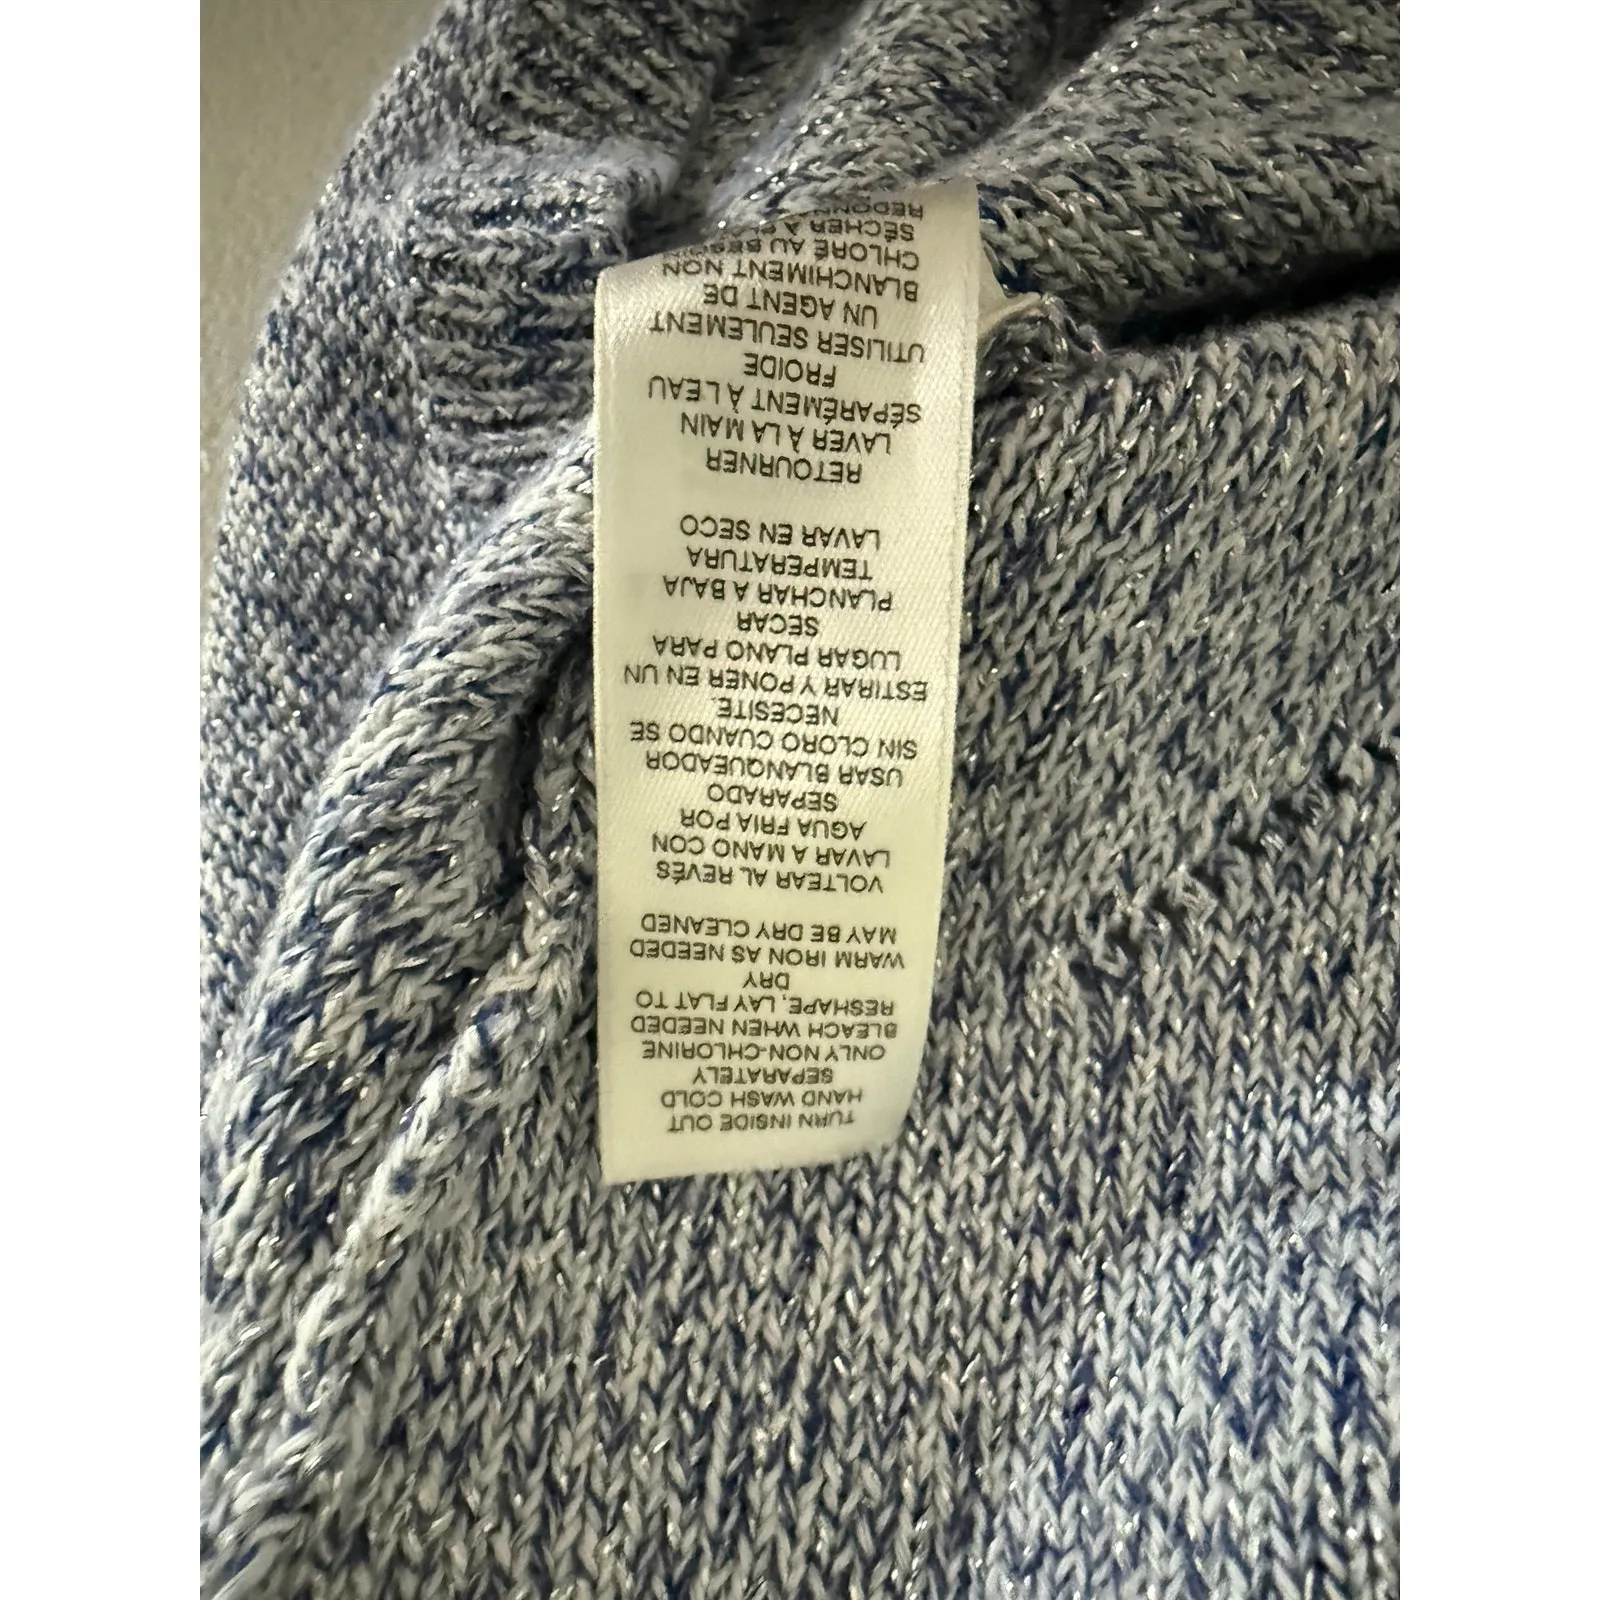 TURN INSIDE OUT
HAND WASH COLD
SEPARATELY
ONLY NON-CHLORINE
BLEACH WHEN NEEDED
RESHAPE, LAY FLAT TO
DRY
WARM IRON AS NEEDED
MAY BE DRY CLEANED
VOLTEAR AL REVÉS
LAVAR A MANO CON
AGUA FRIA POR
SEPARADO
USAR BLANQUEADOR
SIN CLORO CUANDO SE
NECESITE.
ESTIRAR Y PONER EN UN
LUGAR PLANO PARA
SECAR
PLANCHAR A BAJA
TEMPERATURA
LAVAR EN SECO
RETOURNER
LAVER À LA MAIN
SÉPARÉMENT À L EAU
FROIDE
UTILISER SEULEMENT
UN AGENT DE
BLANCHIMENT NON
CHLORÉ AU
SÉCHER À